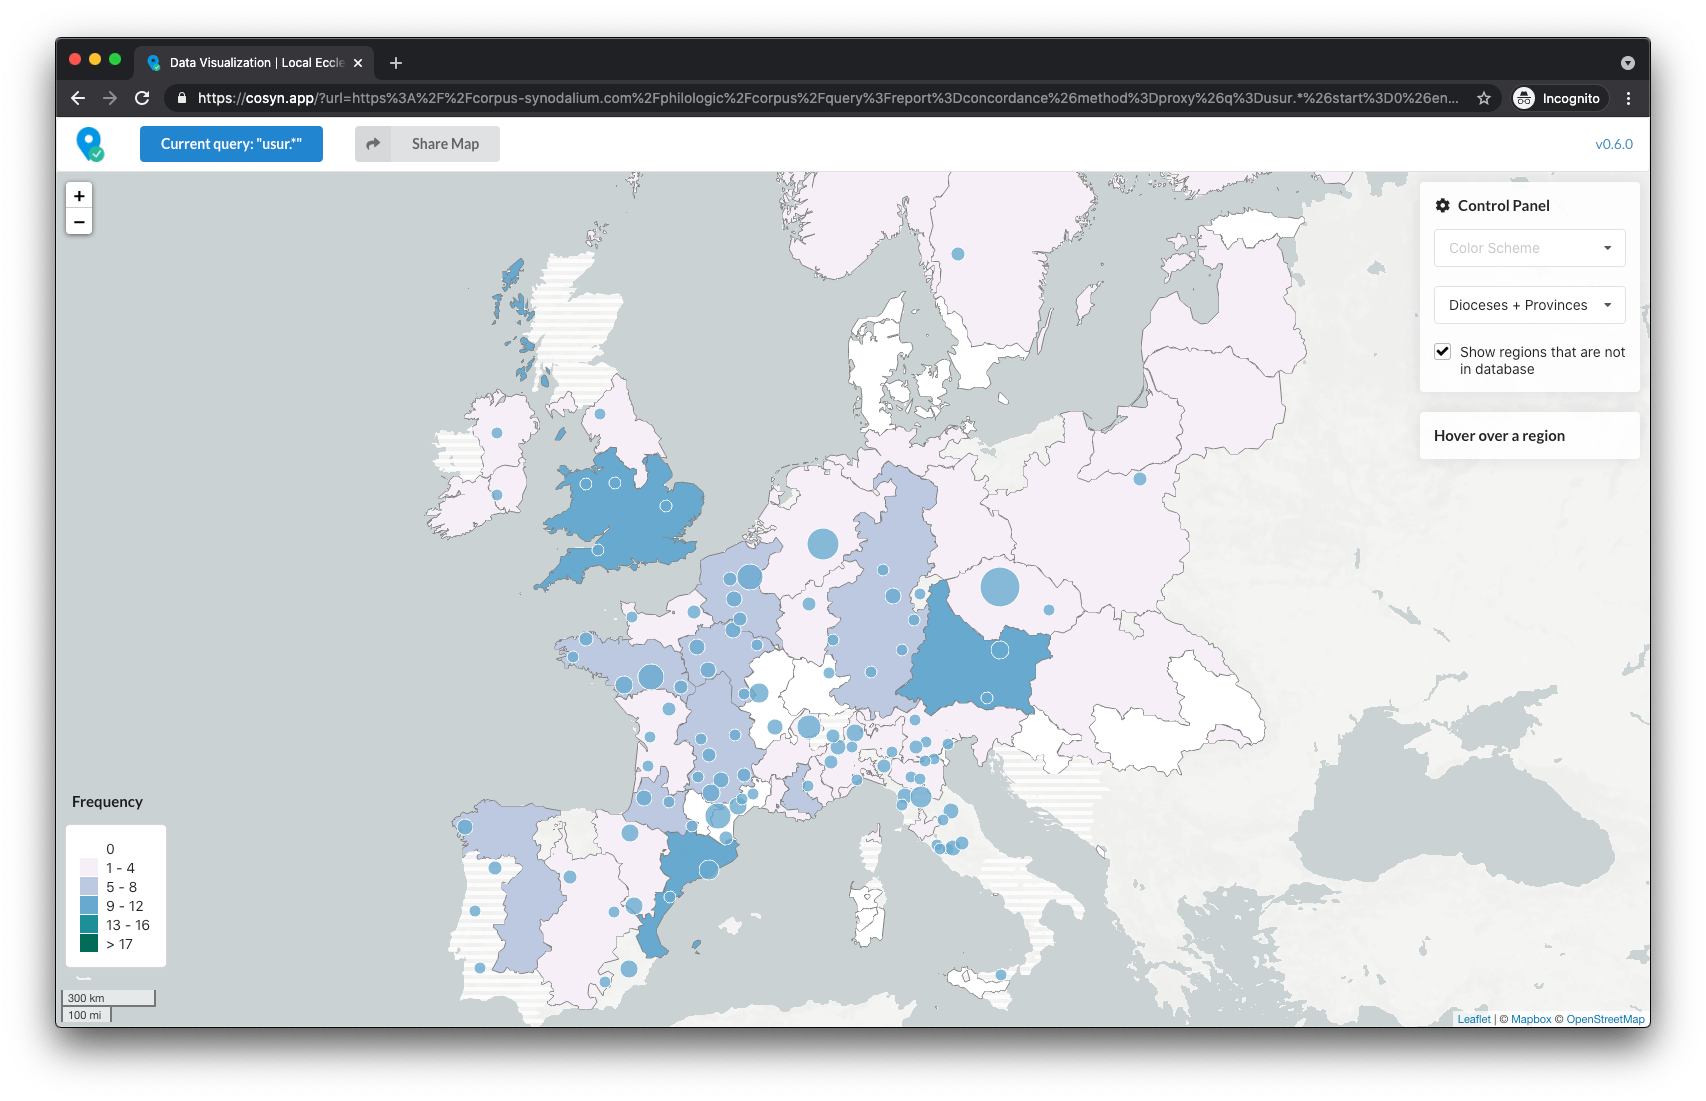 Data Visualization | Local Eccle
https://cosyn.app/?url=https%3A%2F%2Fcorpus-synodalium.com%2Fphilologic%2Fcorpus%2Fquery%3Freport%3Dconcordance%26method%3Dproxy%26q%3Dusur.*%26start%3D0%26en...
Incognito
Current query: "usur.*"
Share Map
v0.6.0
+
−
Control Panel
Color Scheme
Dioceses + Provinces
Show regions that are not
in database
Hover over a region
Frequency
0
1 - 4
5 - 8
9 - 12
13 - 16
> 17
300 km
100 mi
Leaflet | © Mapbox © OpenStreetMap